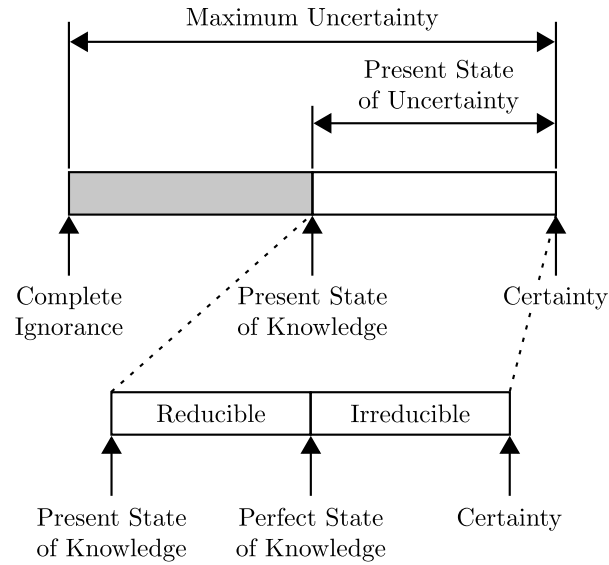 Maximum Uncertainty
Present State
of Uncertainty
Complete
Ignorance
Present State
of Knowledge
Certainty
Reducible
Irreducible
Present State
of Knowledge
Perfect State
of Knowledge
Certainty